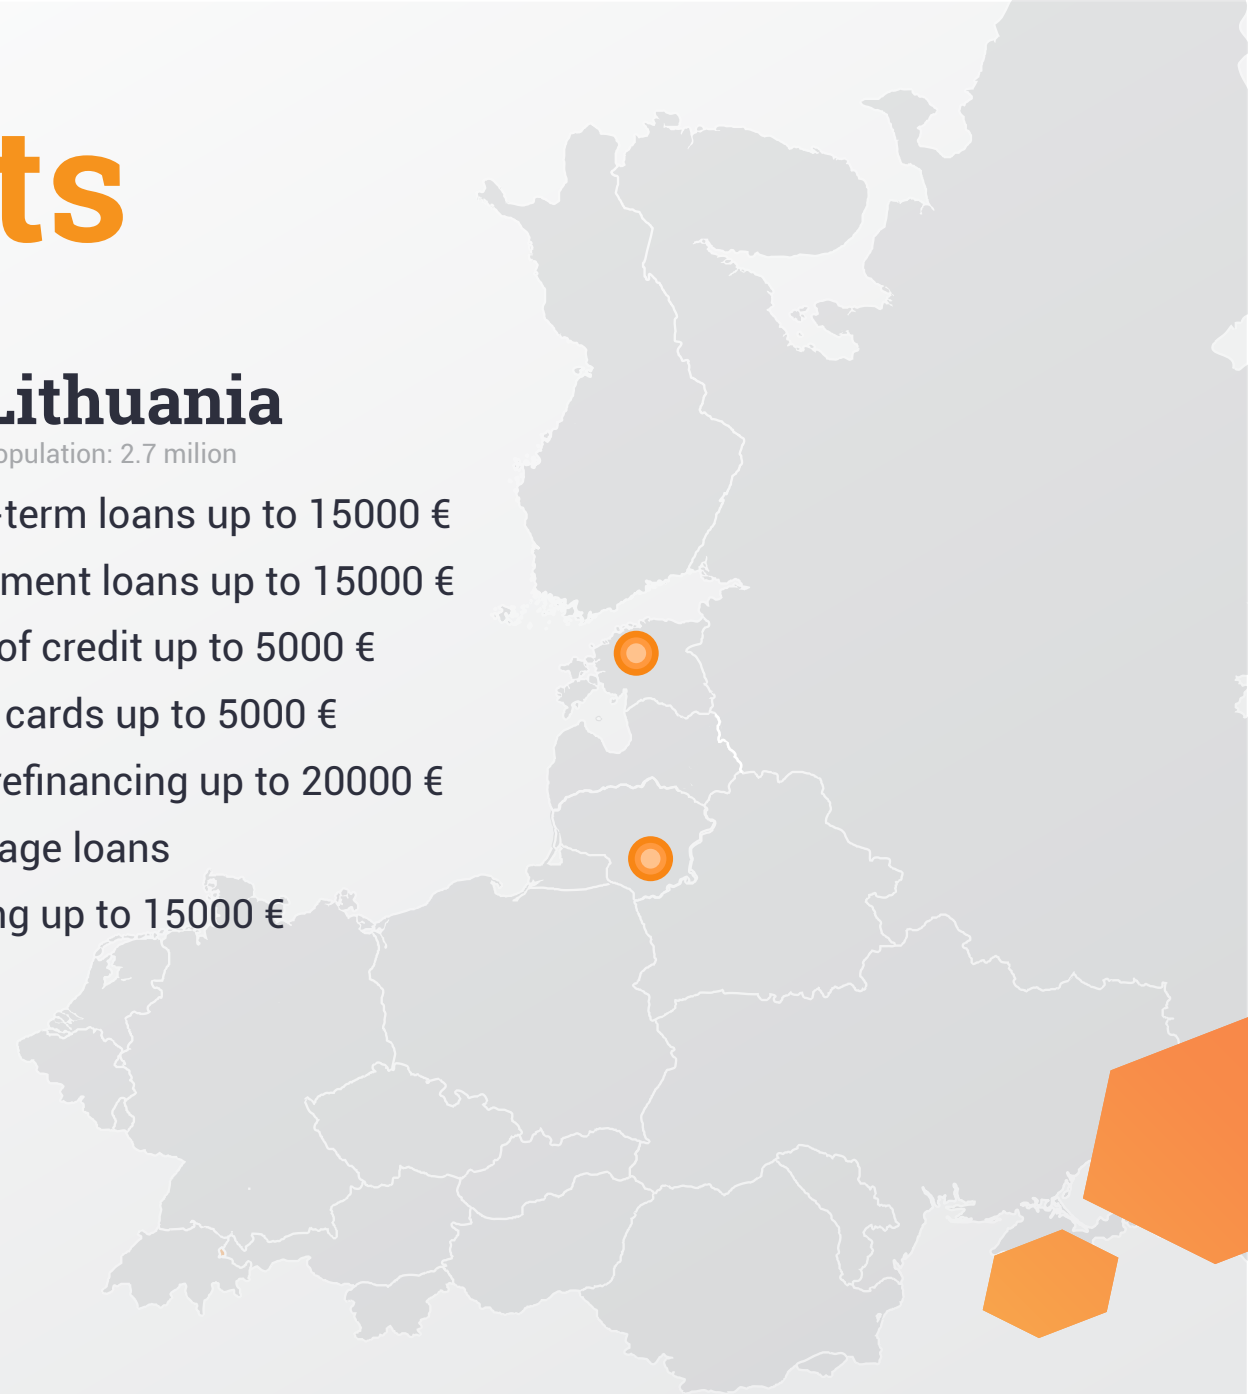 ts
Lithuania
opulation: 2.7 milion
-term loans up to 15000 €
ment loans up to 15000 €
of credit up to 5000 €
cards up to 5000 €
refinancing up to 20000 €
age loans
ng up to 15000 €